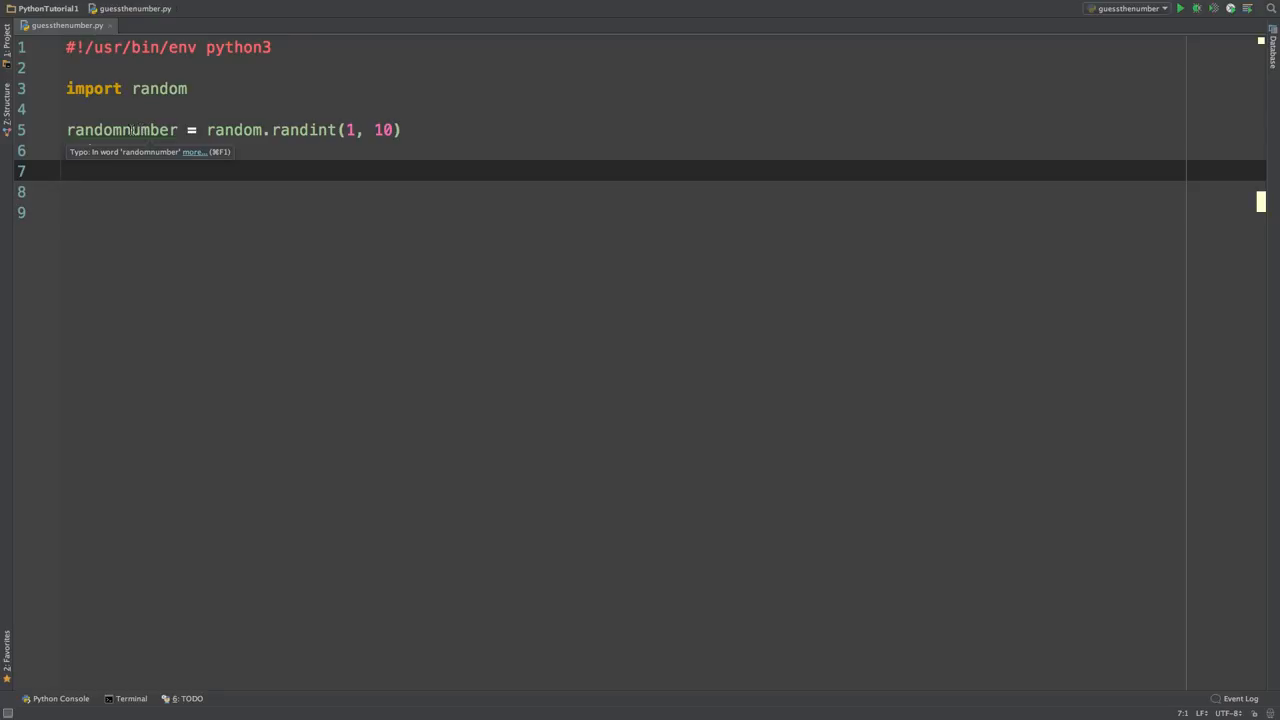 PythonTutorial1 guessthenumber.py guessthenumber
guessthenumber.py
1 #!/usr/bin/env python3
2
3 import random
4
5 randomnumber = random.randint(1, 10)
6 Typo: In word 'randomnumber' more... (⌘F1)
7
8
9
1: Project
7: Structure
2: Favorites
Database
Python Console Terminal 6: TODO Event Log
7:1 LF÷ UTF-8÷